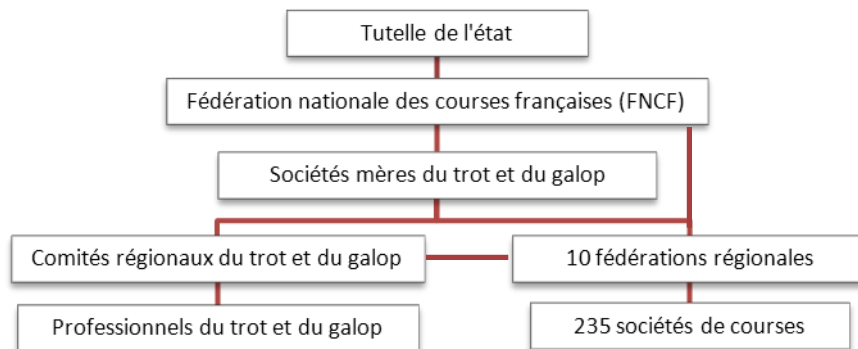 Tutelle de l'état
Fédération nationale des courses françaises (FNCF)
Sociétés mères du trot et du galop
Comités régionaux du trot et du galop
10 fédérations régionales
Professionnels du trot et du galop
235 sociétés de courses